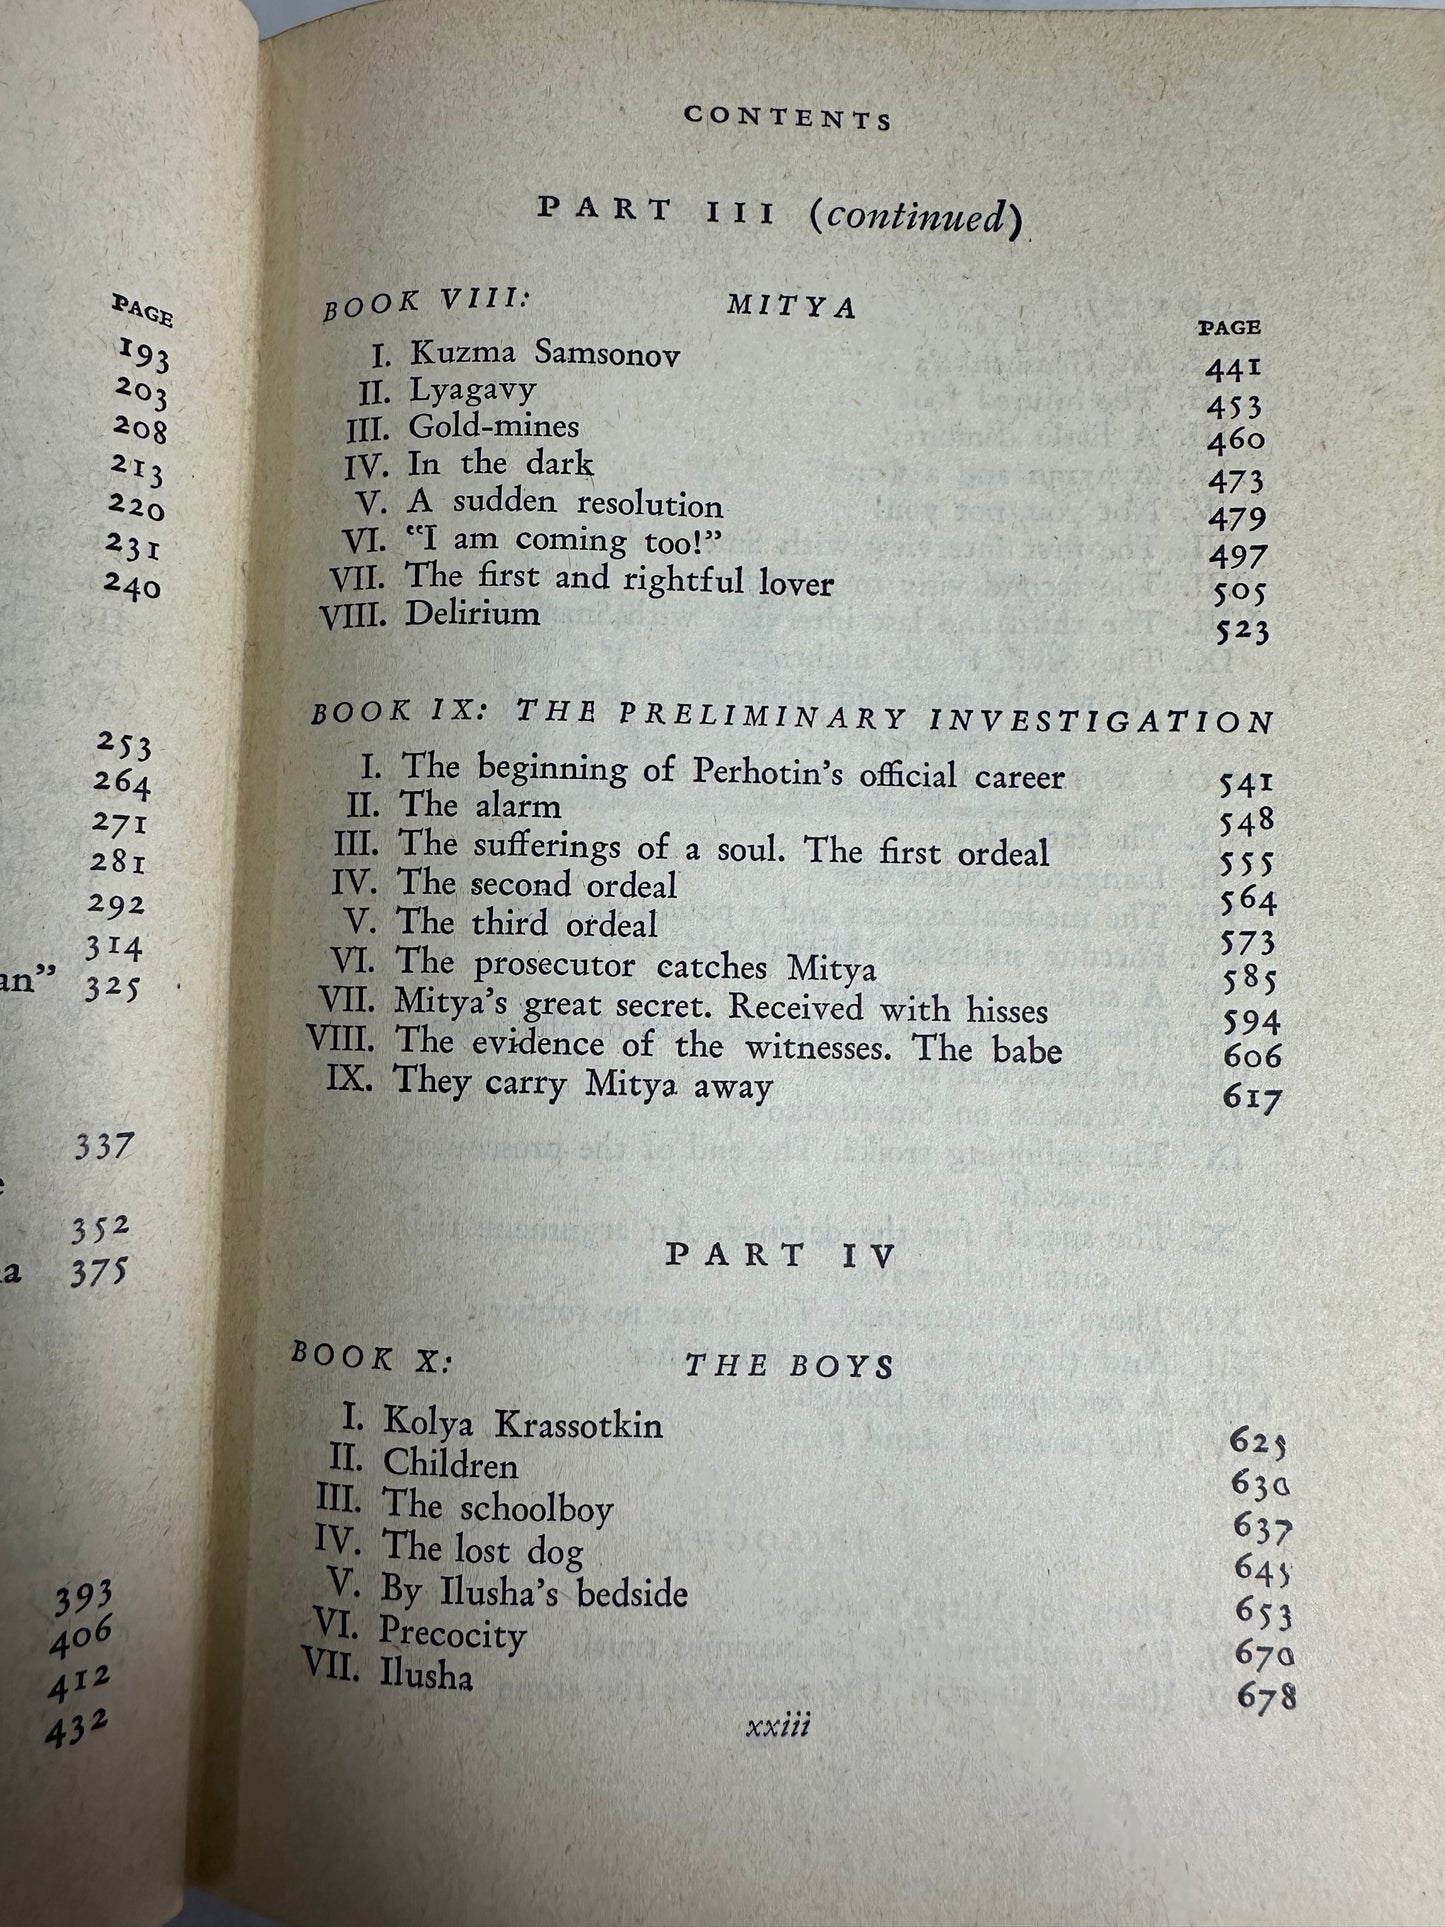 PAGE
193
203
208
213
220
231
240
253
264
271
281
292
314
an" 325
337
352
a 375
393
406
412
432
CONTENTS
PART III (continued)
BOOK VIII: MITYA
PAGE
I. Kuzma Samsonov 441
II. Lyagavy 453
III. Gold-mines 460
IV. In the dark 473
V. A sudden resolution 479
VI. "I am coming too!" 497
VII. The first and rightful lover 505
VIII. Delirium 523
BOOK IX: THE PRELIMINARY INVESTIGATION
I. The beginning of Perhotin's official career 541
II. The alarm 548
III. The sufferings of a soul. The first ordeal 555
IV. The second ordeal 564
V. The third ordeal 573
VI. The prosecutor catches Mitya 585
VII. Mitya's great secret. Received with hisses 594
VIII. The evidence of the witnesses. The babe 606
IX. They carry Mitya away 617
PART IV
BOOK X: THE BOYS
I. Kolya Krassotkin 625
II. Children 630
III. The schoolboy 637
IV. The lost dog 645
V. By Ilusha's bedside 653
VI. Precocity 670
VII. Ilusha 678
xxiii